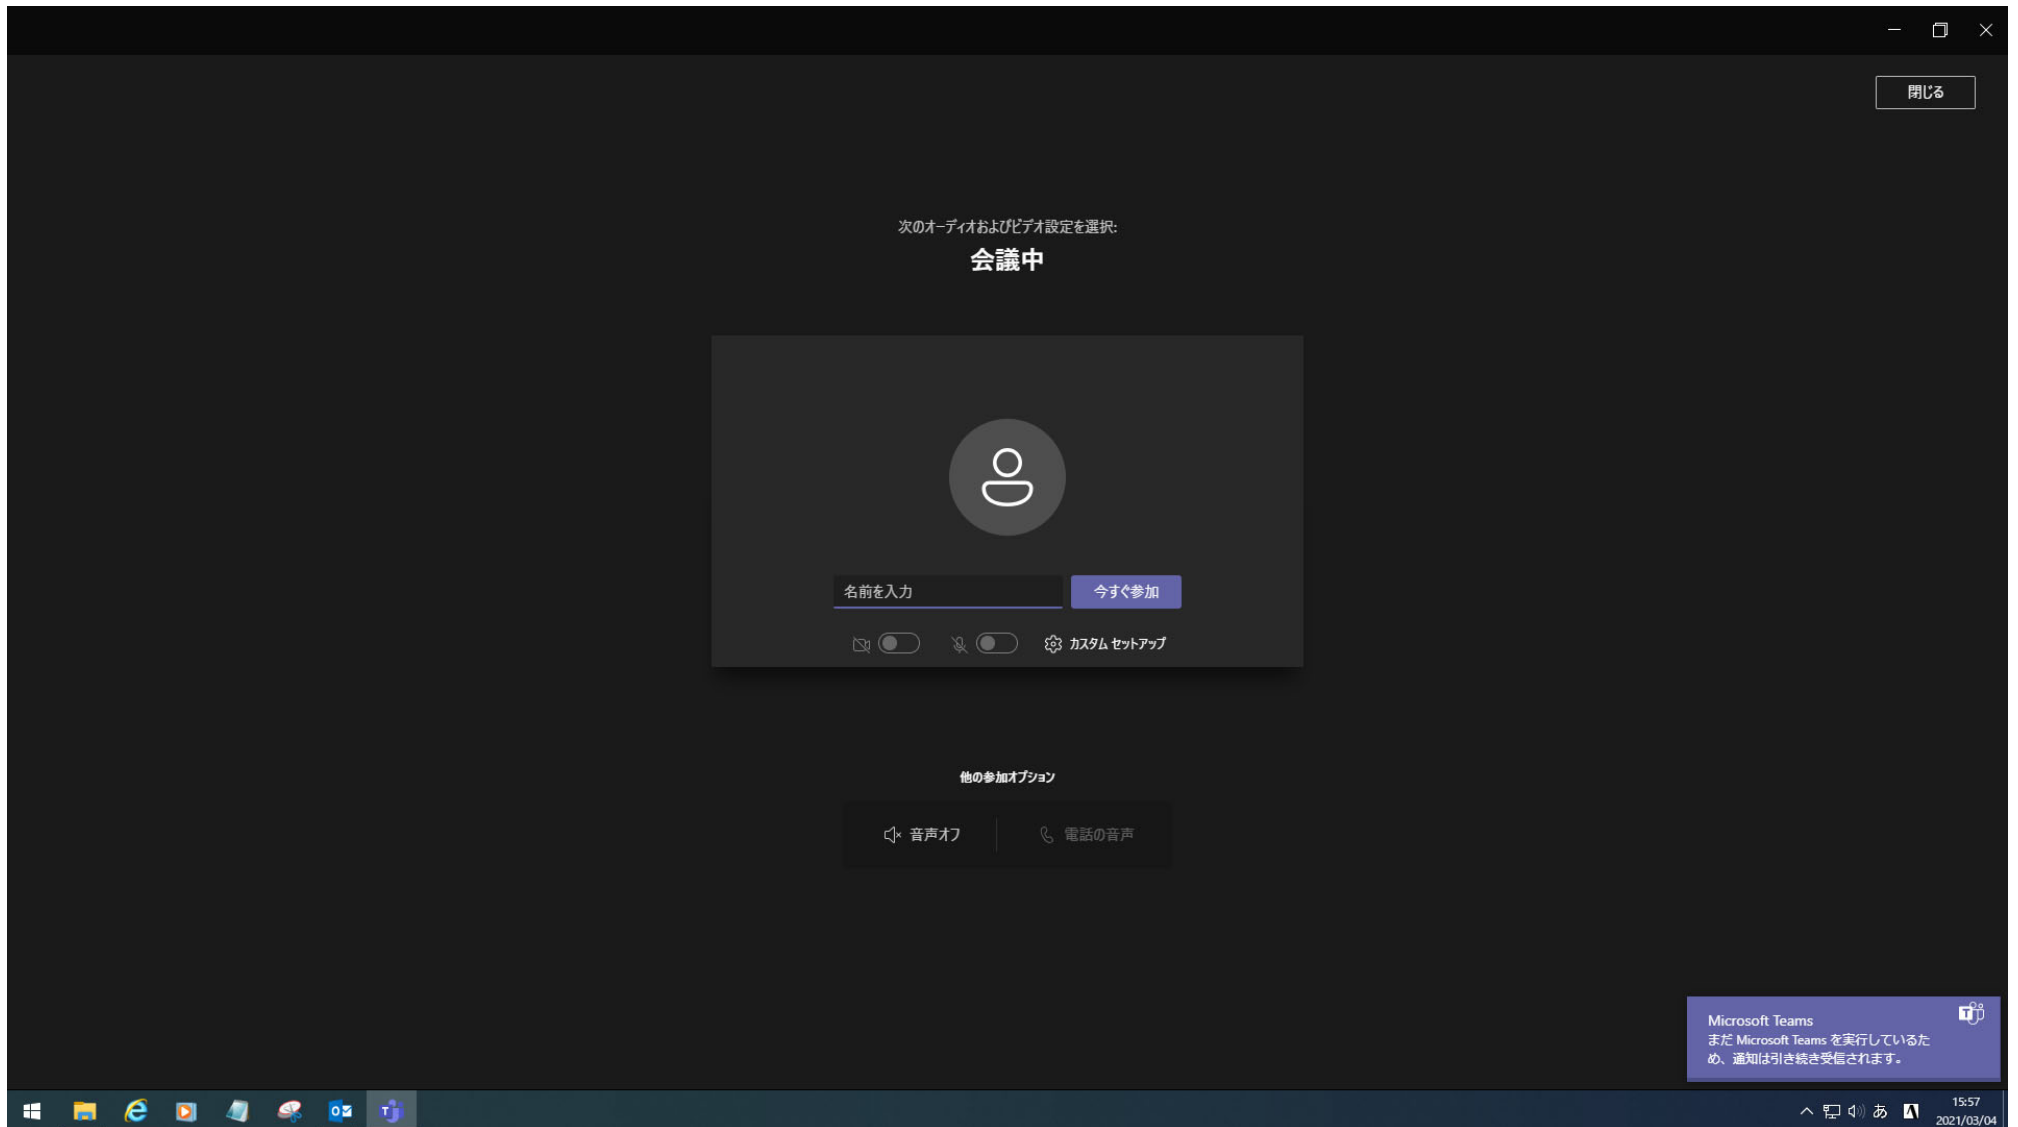 閉じる
次のオーディオおよびビデオ設定を選択:
会議中
名前を入力
今すぐ参加
カスタム セットアップ
他の参加オプション
音声オフ
電話の音声
Microsoft Teams
まだ Microsoft Teams を実行しているた
め、通知は引き続き受信されます。
あ
15:57
2021/03/04